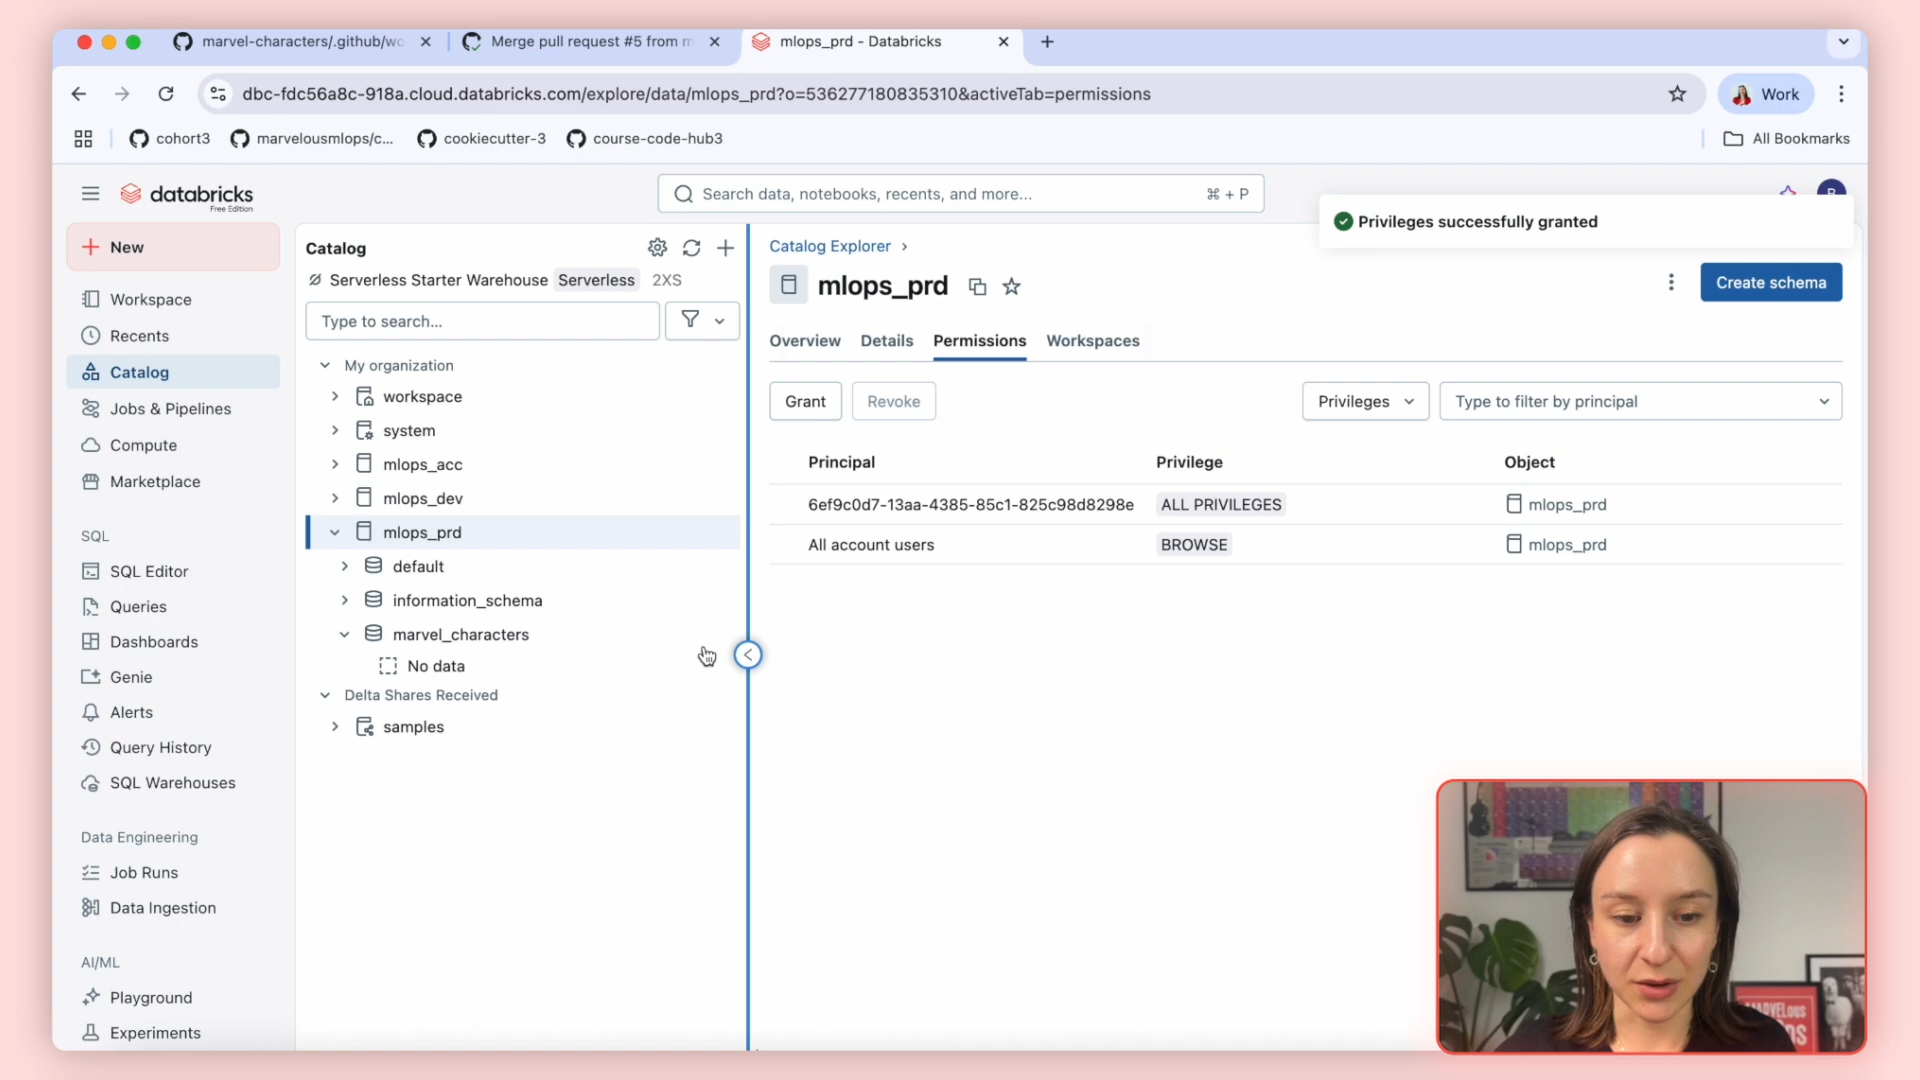 marvel-characters/.github/wo
Merge pull request #5 from m
mlops_prd - Databricks
dbc-fdc56a8c-918a.cloud.databricks.com/explore/data/mlops_prd?o=536277180835310&activeTab=permissions
Work
cohort3
marvelousmlops/c...
cookiecutter-3
course-code-hub3
All Bookmarks
databricks
Free Edition
Search data, notebooks, recents, and more...
⌘ + P
Privileges successfully granted
New
Workspace
Recents
Catalog
Jobs & Pipelines
Compute
Marketplace
SQL
SQL Editor
Queries
Dashboards
Genie
Alerts
Query History
SQL Warehouses
Data Engineering
Job Runs
Data Ingestion
AI/ML
Playground
Experiments
Catalog
Serverless Starter Warehouse Serverless 2XS
Type to search...
My organization
workspace
system
mlops_acc
mlops_dev
mlops_prd
default
information_schema
marvel_characters
No data
Delta Shares Received
samples
Catalog Explorer ›
mlops_prd
Create schema
Overview Details Permissions Workspaces
Grant Revoke Privileges Type to filter by principal
Principal Privilege Object
6ef9c0d7-13aa-4385-85c1-825c98d8298e ALL PRIVILEGES mlops_prd
All account users BROWSE mlops_prd